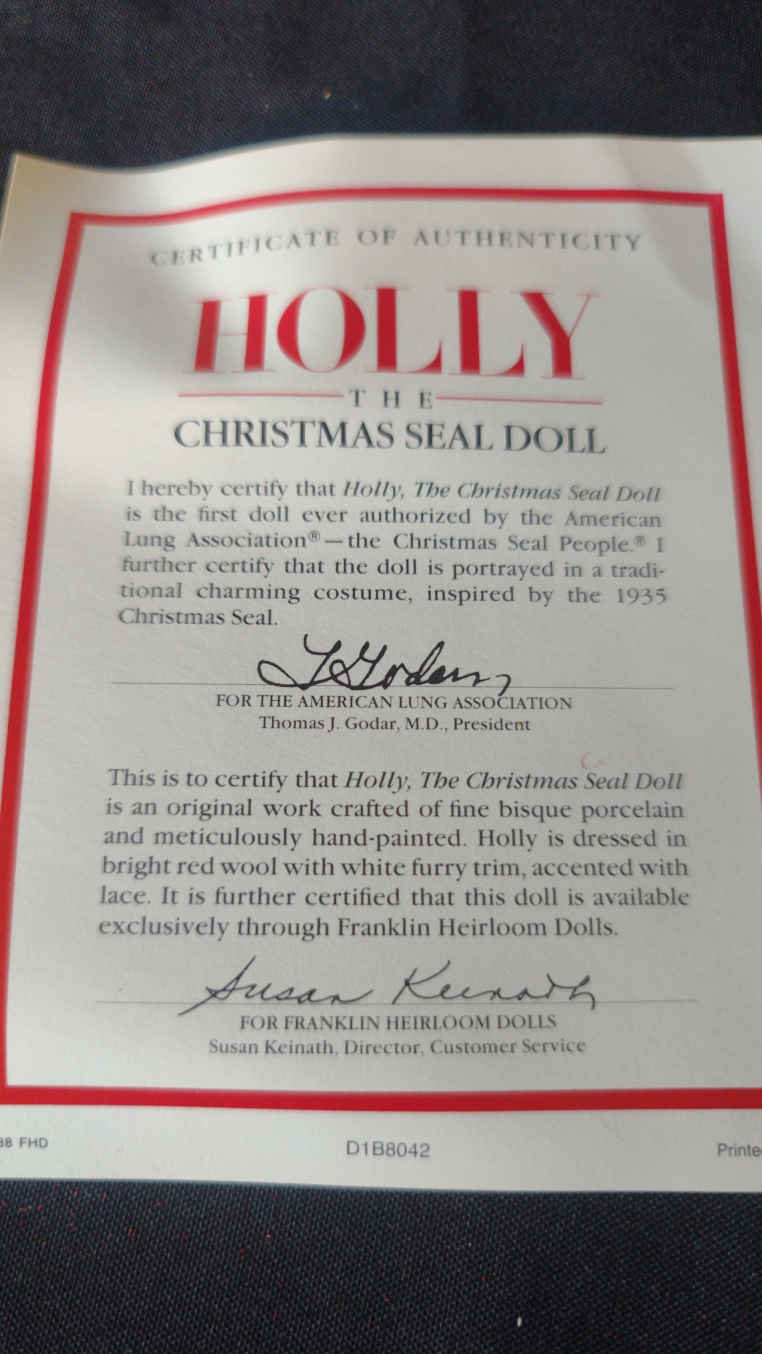 CERTIFICATE OF AUTHENTICITY
HOLLY
THE
CHRISTMAS SEAL DOLL
I hereby certify that Holly, The Christmas Seal Doll
is the first doll ever authorized by the American
Lung Association®—the Christmas Seal People.® I
further certify that the doll is portrayed in a tradi-
tional charming costume, inspired by the 1935
Christmas Seal.
T J Godar
FOR THE AMERICAN LUNG ASSOCIATION
Thomas J. Godar, M.D., President
This is to certify that Holly, The Christmas Seal Doll
is an original work crafted of fine bisque porcelain
and meticulously hand-painted. Holly is dressed in
bright red wool with white furry trim, accented with
lace. It is further certified that this doll is available
exclusively through Franklin Heirloom Dolls.
Susan Keinath
FOR FRANKLIN HEIRLOOM DOLLS
Susan Keinath, Director, Customer Service
88 FHD
D1B8042
Printe